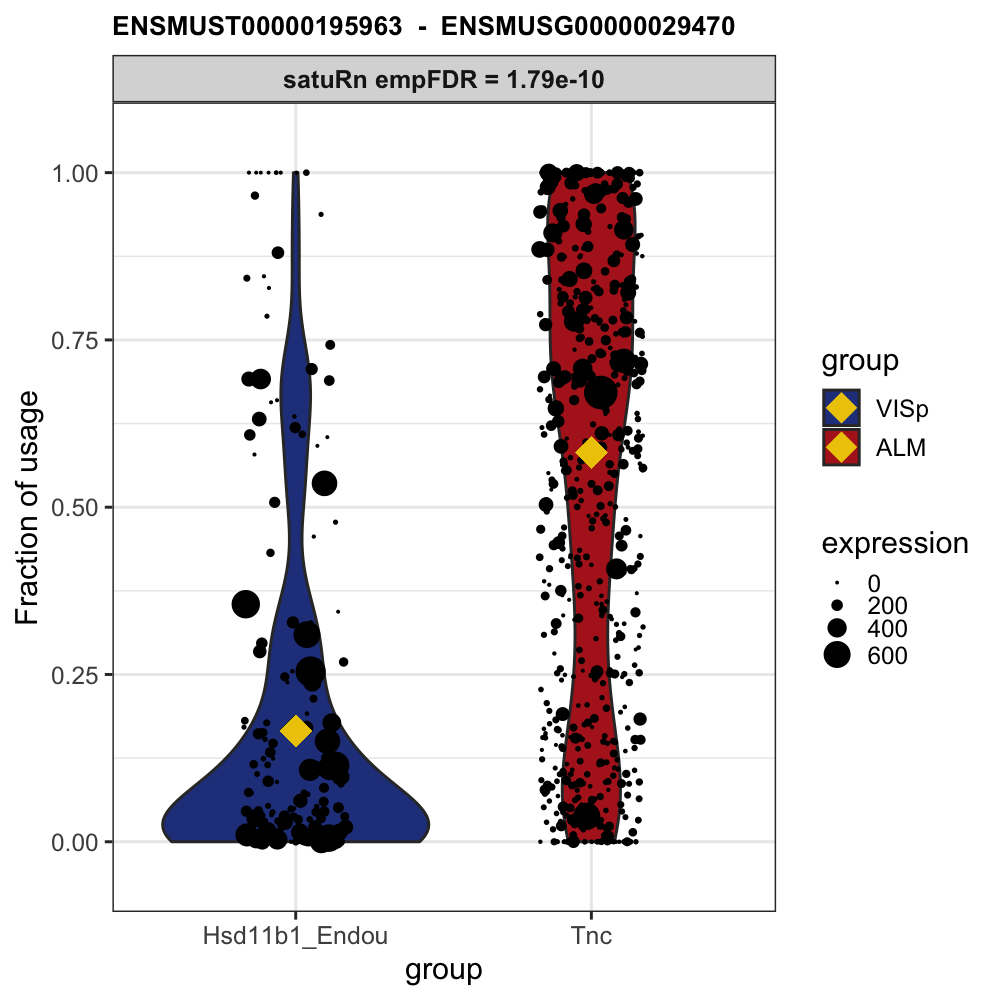 ENSMUST00000195963 - ENSMUSG00000029470
satuRn empFDR = 1.79e-10
Fraction of usage
1.00
0.75
0.50
0.25
0.00
Hsd11b1_Endou
Tnc
group
group
VISp
ALM
expression
0
200
400
600